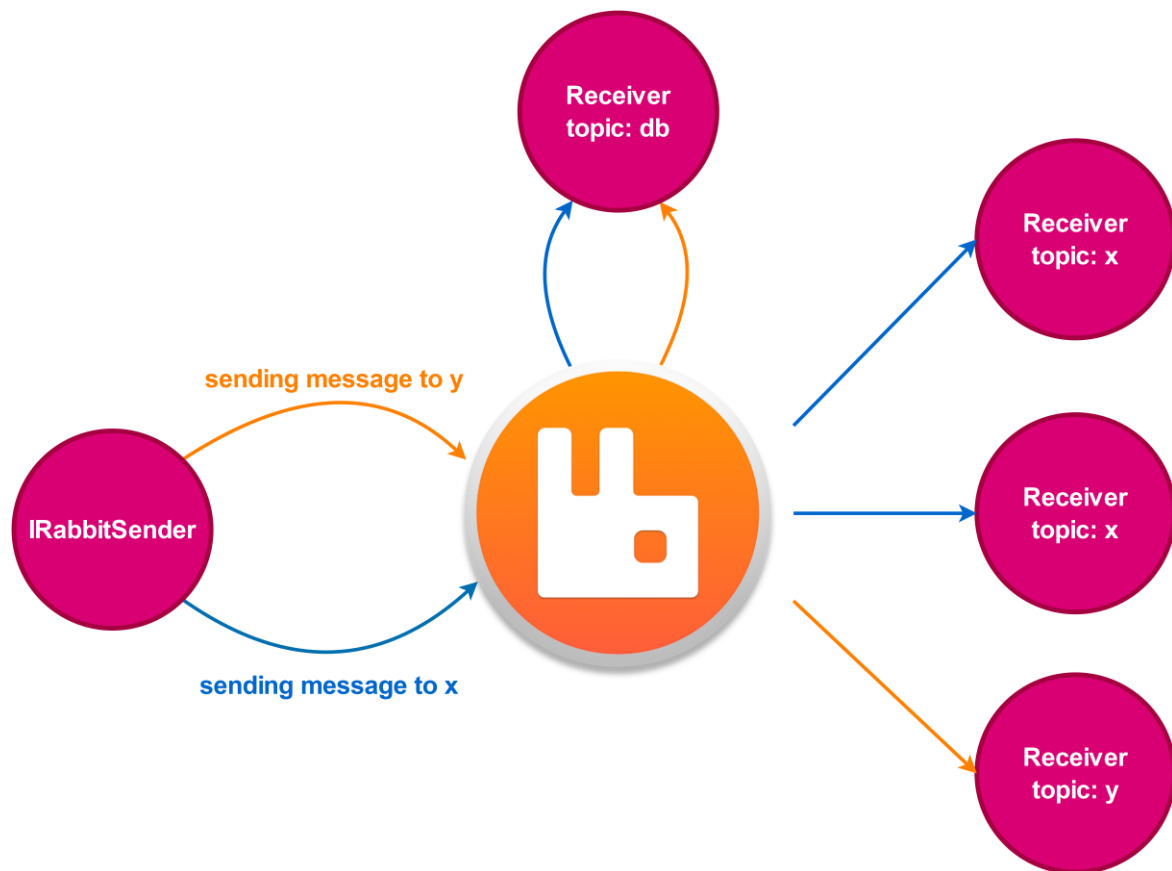 Receiver
topic: db
Receiver
topic: x
sending message to y
IRabbitSender
Receiver
topic: x
sending message to x
Receiver
topic: y